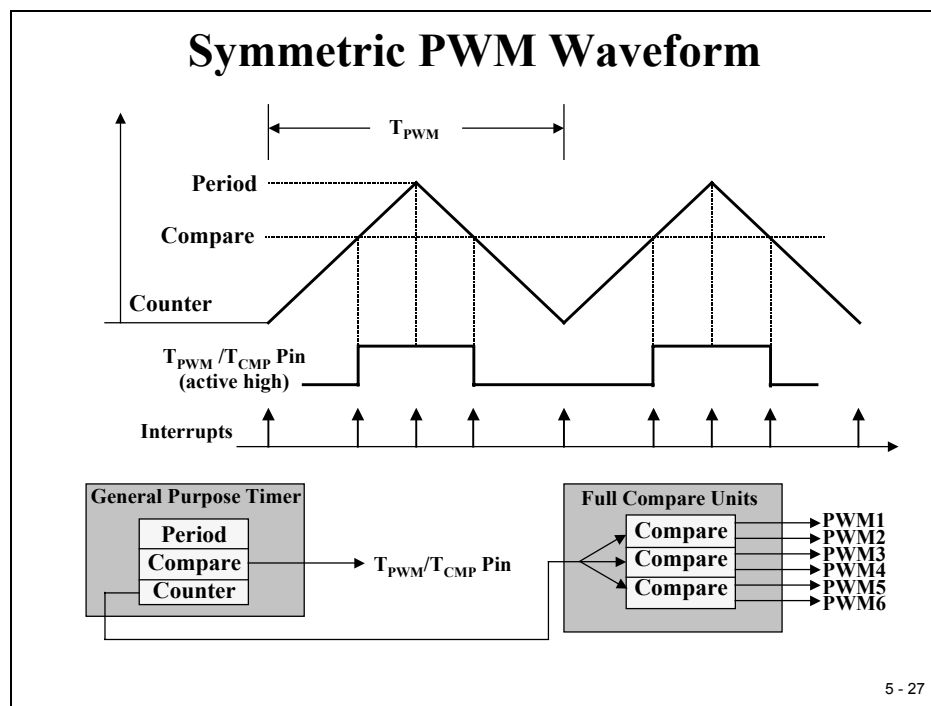 Symmetric PWM Waveform
TPWM
Period
Compare
Counter
TPWM /TCMP Pin
(active high)
Interrupts
General Purpose Timer
Period
Compare
Counter
TPWM/TCMP Pin
Full Compare Units
Compare
Compare
Compare
PWM1
PWM2
PWM3
PWM4
PWM5
PWM6
5 - 27